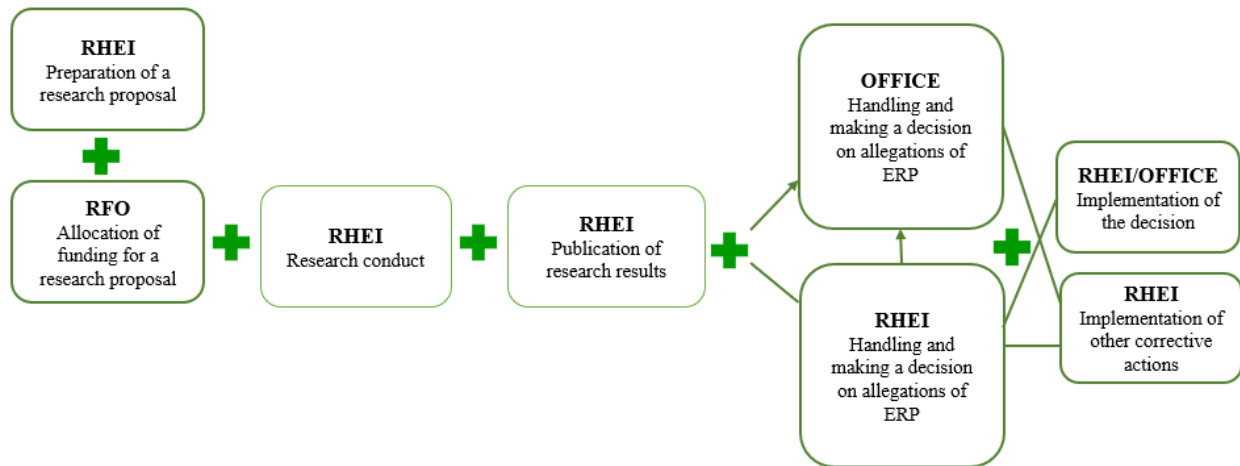 RHEI
Preparation of a
research proposal
RFO
Allocation of
funding for a
research proposal
RHEI
Research conduct
RHEI
Publication of
research results
OFFICE
Handling and
making a decision
on allegations of
ERP
RHEI
Handling and
making a decision
on allegations of
ERP
RHEI/OFFICE
Implementation of
the decision
RHEI
Implementation of
other corrective
actions